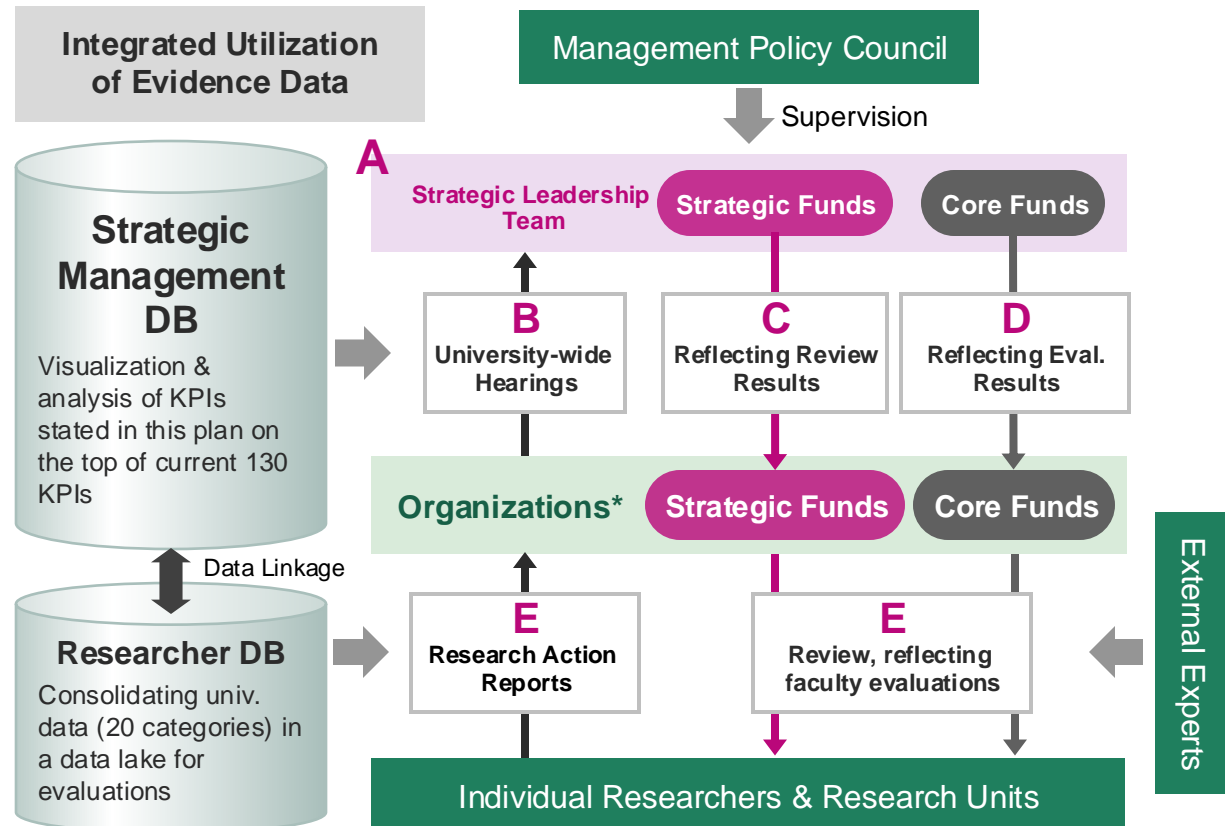 Integrated Utilization
of Evidence Data
Management Policy Council
Supervision
A
Strategic Leadership
Team
Strategic Funds
Core Funds
Strategic
Management
DB
Visualization &
analysis of KPIs
stated in this plan on
the top of current 130
KPIs
B
University-wide
Hearings
C
Reflecting Review
Results
D
Reflecting Eval.
Results
Organizations*
Strategic Funds
Core Funds
Data Linkage
Researcher DB
Consolidating univ.
data (20 categories) in
a data lake for
evaluations
E
Research Action
Reports
E
Review, reflecting
faculty evaluations
External Experts
Individual Researchers & Research Units